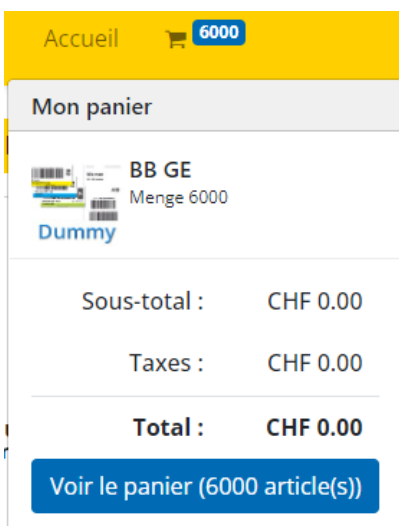 Accueil 6000
Mon panier
BB GE
Menge 6000
Dummy
Sous-total : CHF 0.00
Taxes : CHF 0.00
Total : CHF 0.00
Voir le panier (6000 article(s))